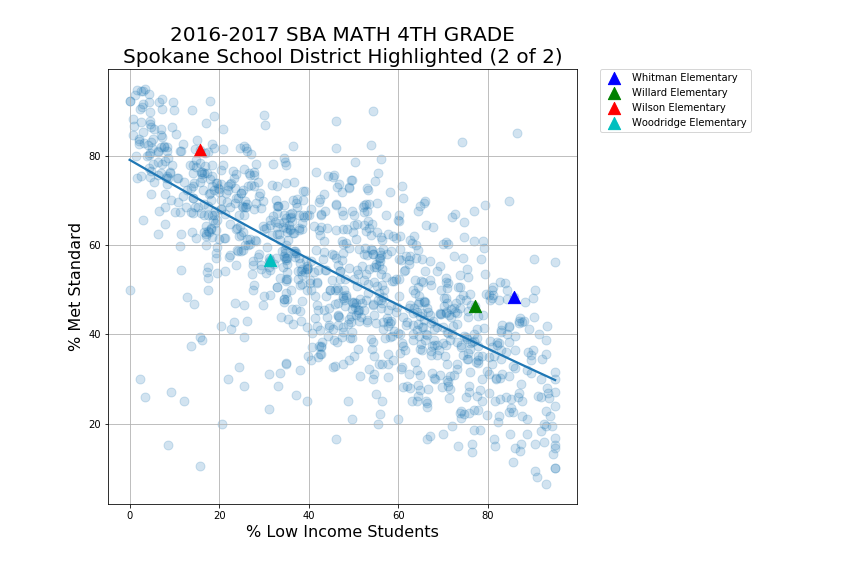 2016-2017 SBA MATH 4TH GRADE
Spokane School District Highlighted (2 of 2)
Whitman Elementary
Willard Elementary
Wilson Elementary
Woodridge Elementary
% Met Standard
80
60
40
20
0 20 40 60 80
% Low Income Students